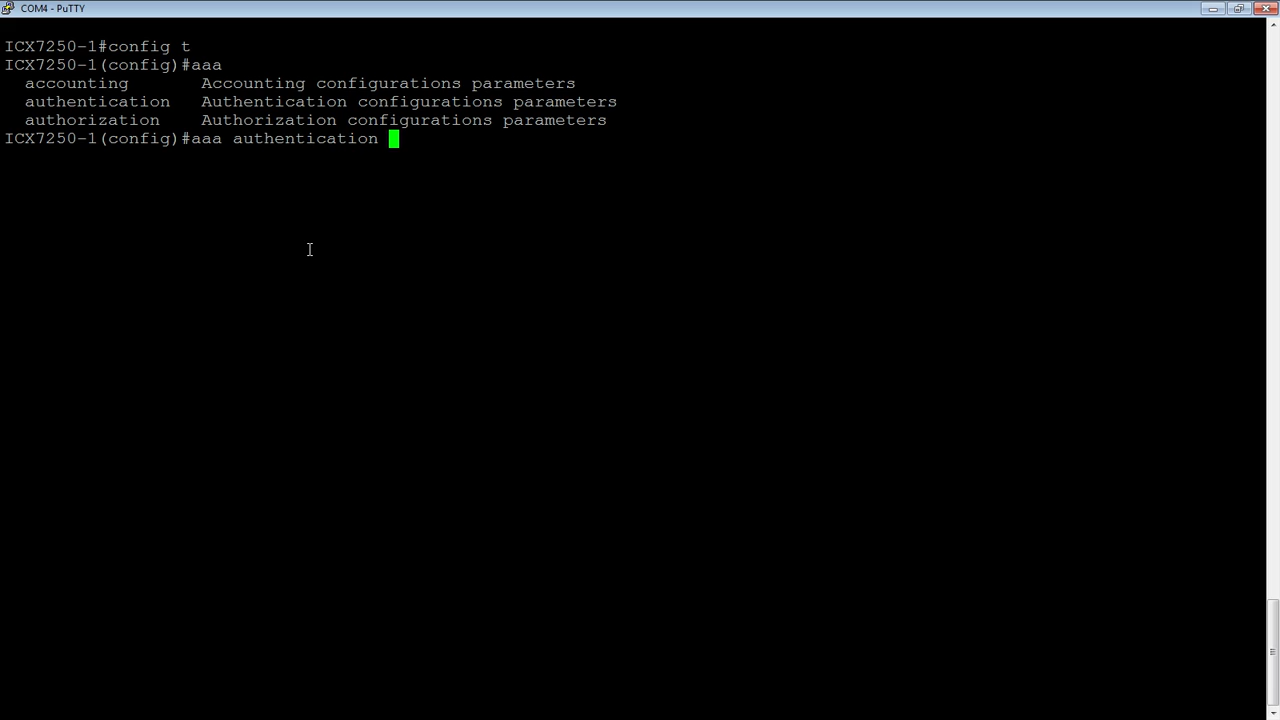 COM4 - PuTTY
ICX7250-1#config t
ICX7250-1(config)#aaa
accounting Accounting configurations parameters
authentication Authentication configurations parameters
authorization Authorization configurations parameters
ICX7250-1(config)#aaa authentication